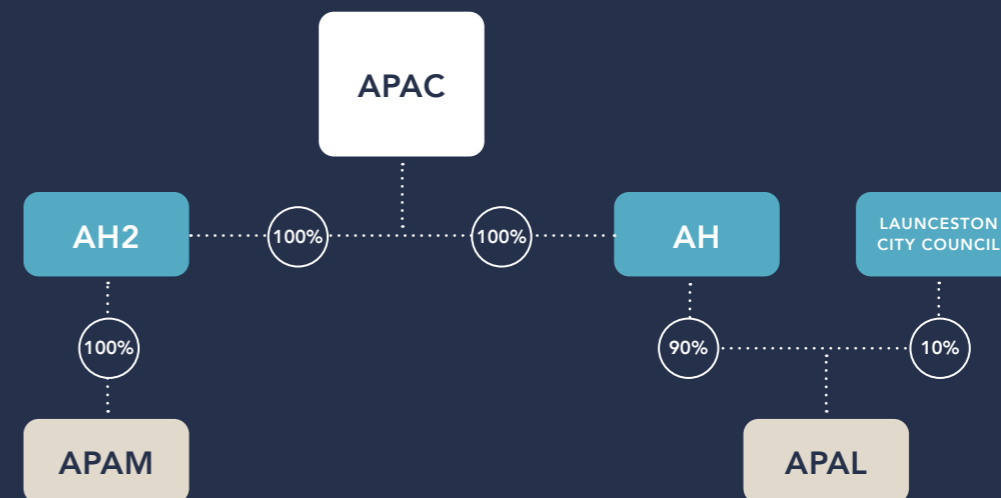 APAC
AH2
100%
100%
AH
LAUNCESTON
CITY COUNCIL
100%
90%
10%
APAM
APAL